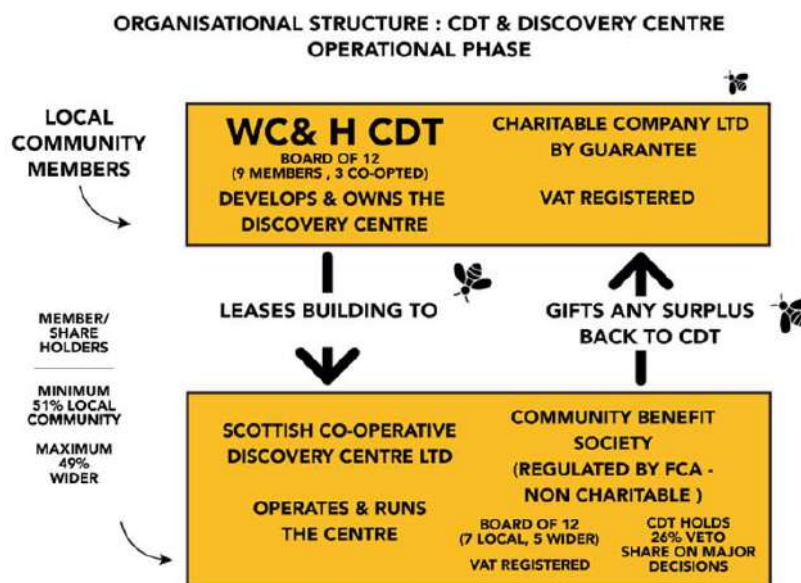 ORGANISATIONAL STRUCTURE : CDT & DISCOVERY CENTRE
OPERATIONAL PHASE
LOCAL
COMMUNITY
MEMBERS
WC& H CDT
BOARD OF 12
(9 MEMBERS , 3 CO-OPTED)
DEVELOPS & OWNS THE
DISCOVERY CENTRE
CHARITABLE COMPANY LTD
BY GUARANTEE
VAT REGISTERED
LEASES BUILDING TO
GIFTS ANY SURPLUS
BACK TO CDT
MEMBER/
SHARE
HOLDERS
MINIMUM
51% LOCAL
COMMUNITY
MAXIMUM
49%
WIDER
SCOTTISH CO-OPERATIVE
DISCOVERY CENTRE LTD
OPERATES & RUNS
THE CENTRE
COMMUNITY BENEFIT
SOCIETY
(REGULATED BY FCA -
NON CHARITABLE )
BOARD OF 12
(7 LOCAL, 5 WIDER)
VAT REGISTERED
CDT HOLDS
26% VETO
SHARE ON MAJOR
DECISIONS